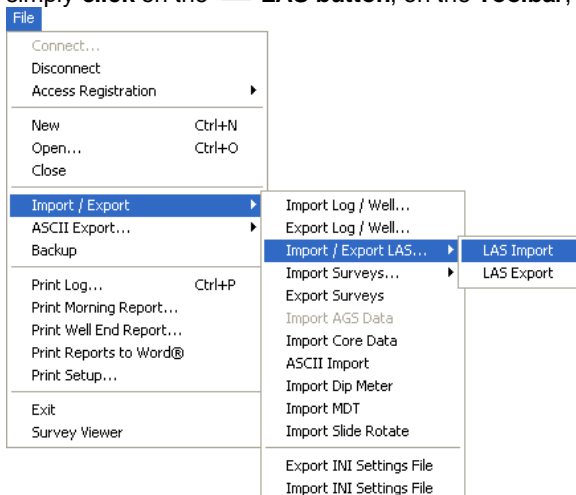 simply click on the LAS button, on the Toolbar,
File
Connect...
Disconnect
Access Registration
New Ctrl+N
Open... Ctrl+O
Close
Import / Export
ASCII Export...
Backup
Print Log... Ctrl+P
Print Morning Report...
Print Well End Report...
Print Reports to Word®
Print Setup...
Exit
Survey Viewer
Import Log / Well...
Export Log / Well...
Import / Export LAS...
Import Surveys...
Export Surveys
Import AGS Data
Import Core Data
ASCII Import
Import Dip Meter
Import MDT
Import Slide Rotate
Export INI Settings File
Import INI Settings File
LAS Import
LAS Export